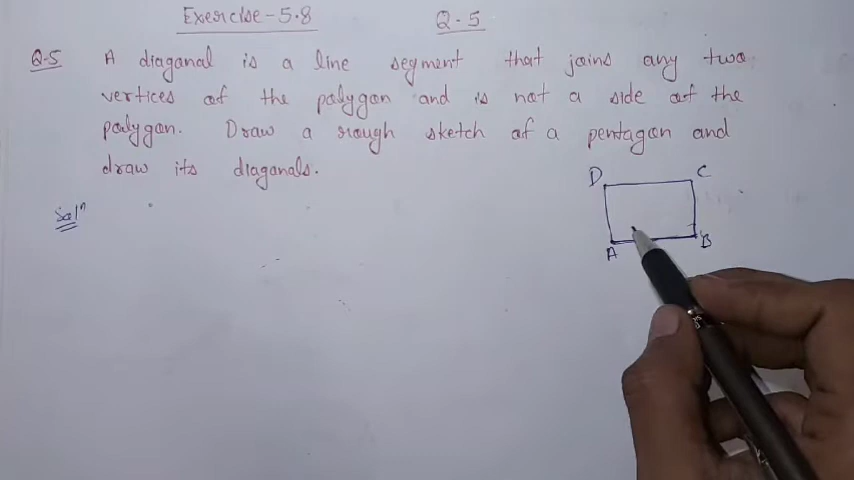 Exercise-5.8 Q-5
Q-5 A diagonal is a line segment that joins any two
vertices of the polygon and is not a side of the
polygon. Draw a rough sketch of a pentagon and
draw its diagonals.
Solⁿ
D C
A B